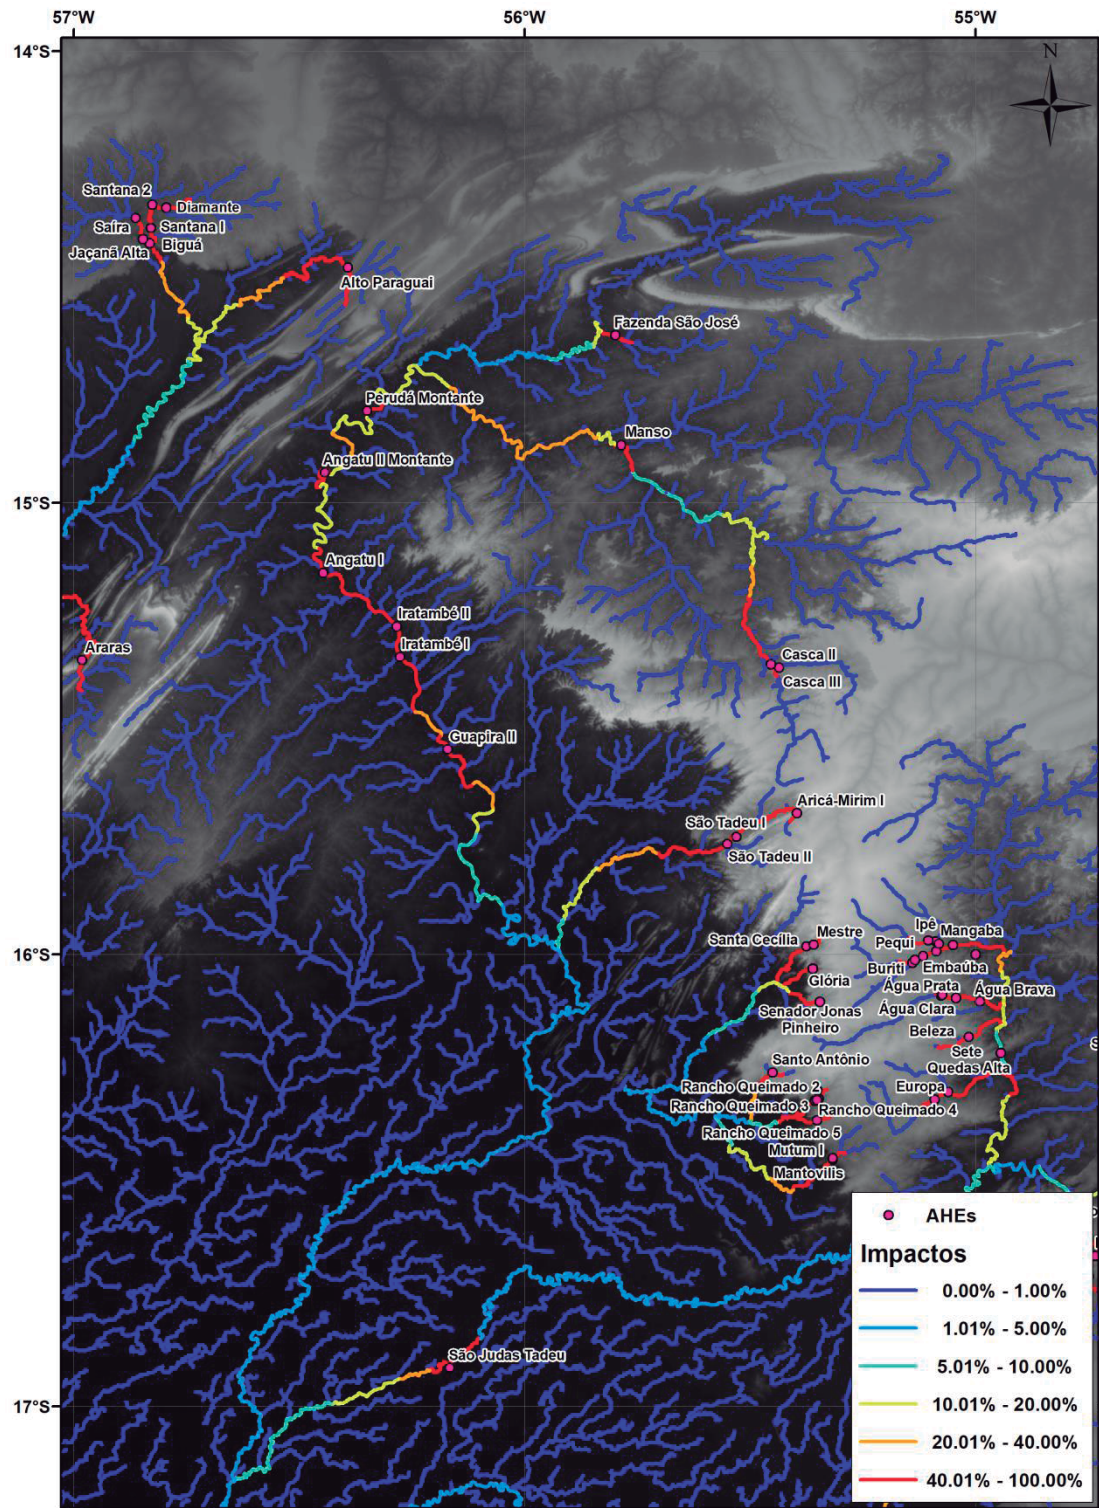 57°W
56°W
55°W
14°S
N
Santana 2
Diamante
Saíra
Santana I
Jaçanã Alta
Biguá
Alto Paraguai
Fazenda São José
Perudá Montante
Manso
Angatu II Montante
15°S
Angatu I
Iratambé II
Iratambé I
Araras
Casca II
Casca III
Guapira II
Aricá-Mirim I
São Tadeu I
São Tadeu II
16°S
Santa Cecília
Mestre
Ipê
Mangaba
Pequi
Buriti
Embaúba
Glória
Água Prata
Água Brava
Água Clara
Senador Jonas
Pinheiro
Beleza
Sete
Quedas Alta
Santo Antônio
Europa
Rancho Queimado 2
Rancho Queimado 3
Rancho Queimado 4
Rancho Queimado 5
Mutum I
Mantovilis
São Judas Tadeu
17°S
AHEs
Impactos
0.00% - 1.00%
1.01% - 5.00%
5.01% - 10.00%
10.01% - 20.00%
20.01% - 40.00%
40.01% - 100.00%